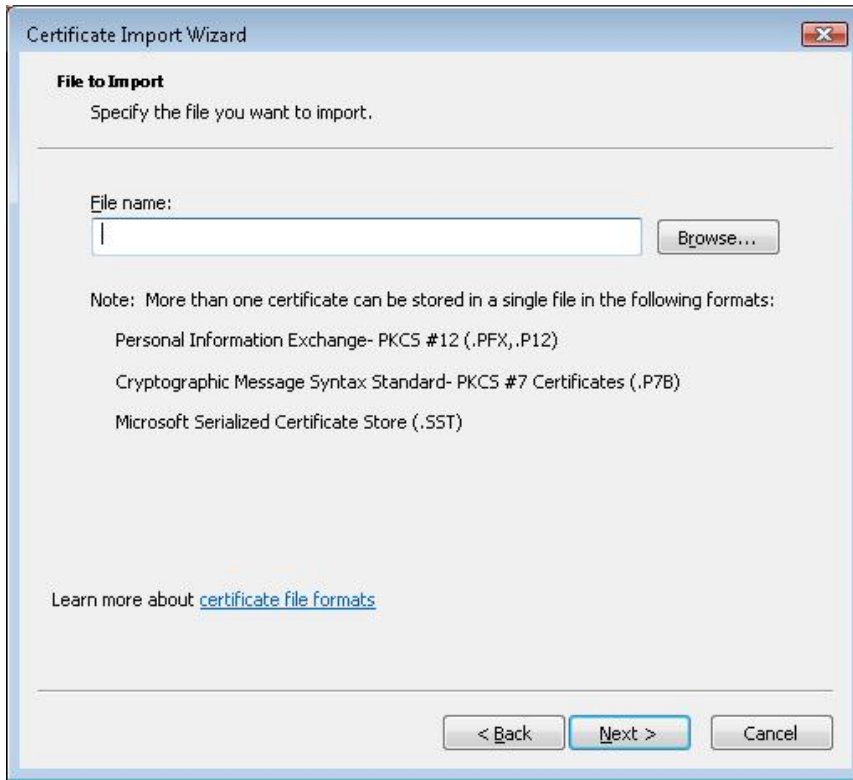 Certificate Import Wizard
File to Import
Specify the file you want to import.
File name:
Browse...
Note:  More than one certificate can be stored in a single file in the following formats:
Personal Information Exchange- PKCS #12 (.PFX,.P12)
Cryptographic Message Syntax Standard- PKCS #7 Certificates (.P7B)
Microsoft Serialized Certificate Store (.SST)
Learn more about certificate file formats
< Back
Next >
Cancel